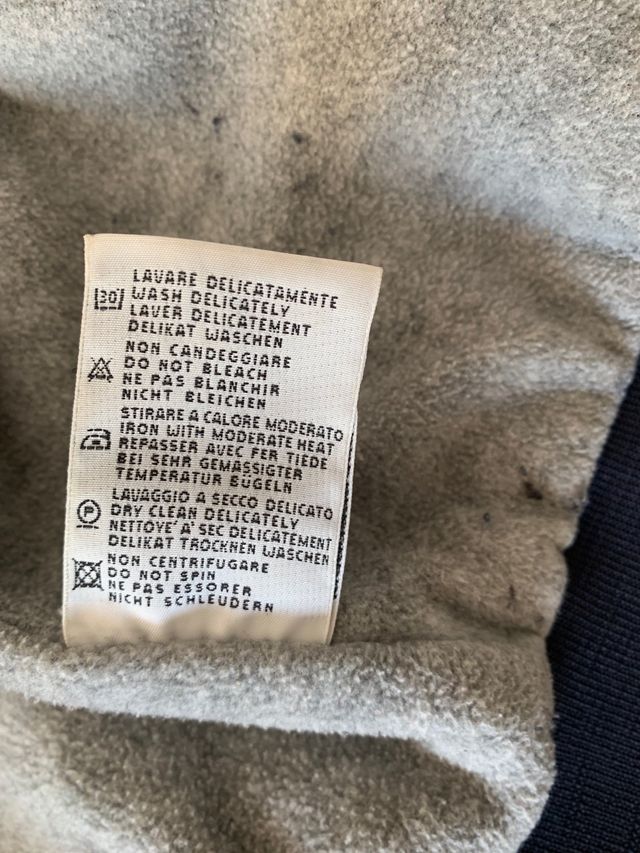 LAVARE DELICATAMENTE
30 WASH DELICATELY
LAVER DELICATEMENT
DELIKAT WASCHEN
NON CANDEGGIARE
DO NOT BLEACH
NE PAS BLANCHIR
NICHT BLEICHEN
STIRARE A CALORE MODERATO
IRON WITH MODERATE HEAT
REPASSER AVEC FER TIEDE
BEI SEHR GEMÄSSIGTER
TEMPERATUR BÜGELN
LAVAGGIO A SECCO DELICATO
P DRY CLEAN DELICATELY
NETTOYE' A' SEC DELICATEMENT
DELIKAT TROCKNEN WASCHEN
NON CENTRIFUGARE
DO NOT SPIN
NE PAS ESSORER
NICHT SCHLEUDERN